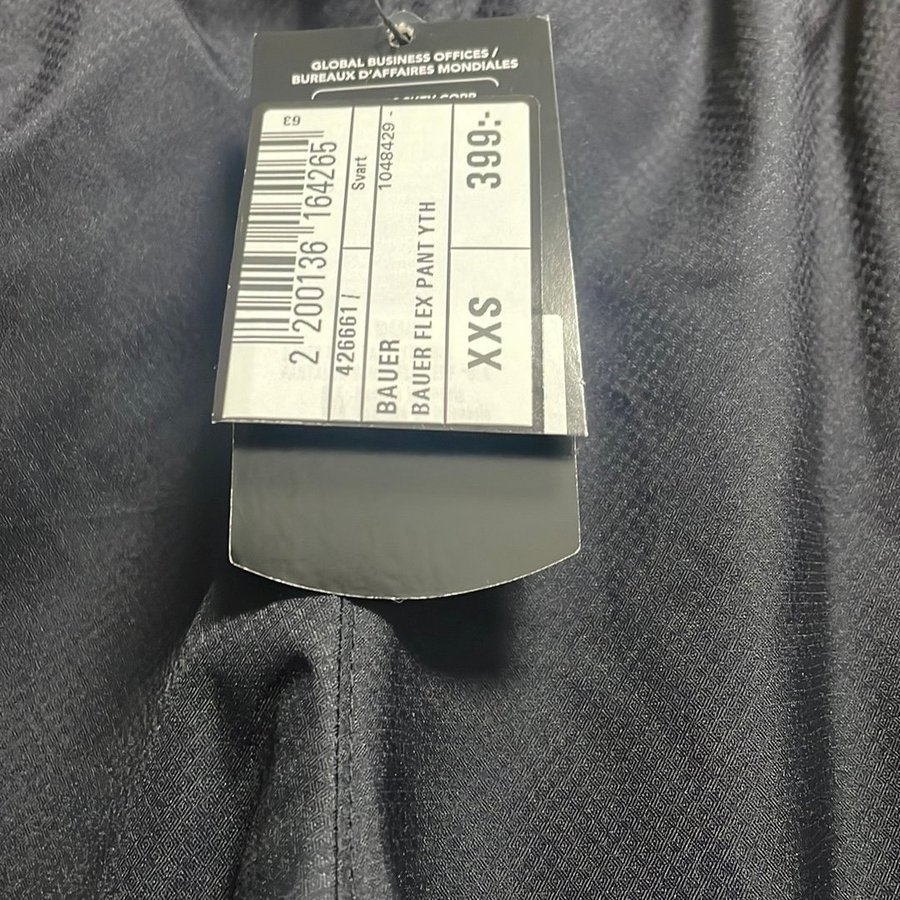 GLOBAL BUSINESS OFFICES /
BUREAUX D'AFFAIRES MONDIALES
CORP
63
2 200136 164265
426661/ Svart
BAUER 1048429 -
BAUER FLEX PANT YTH
XXS 399:-